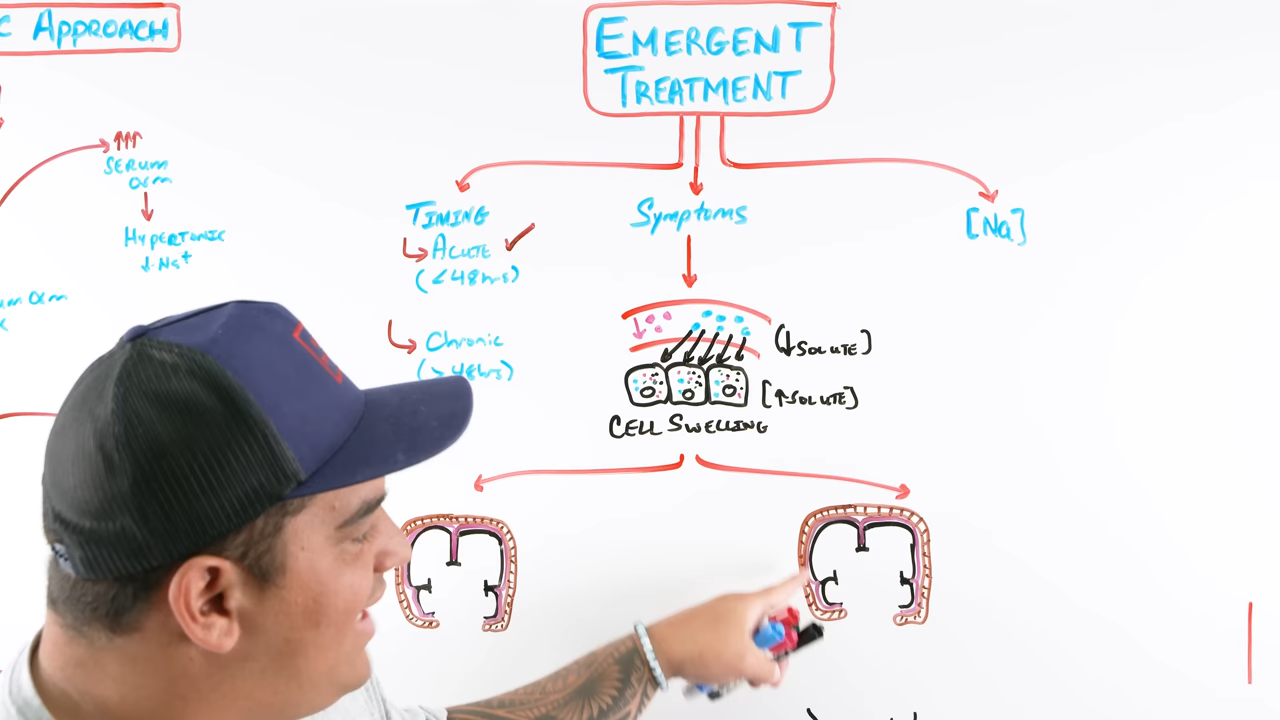 C APPROACH
↑↑↑
SERUM
OSM
HYPERTONIC
↓Na+
EMERGENT
TREATMENT
TIMING
ACUTE ✓
(<48hrs)
Chronic
(>48hrs)
Symptoms
(↓SOLUTE)
[↑SOLUTE]
CELL SWELLING
[Na]